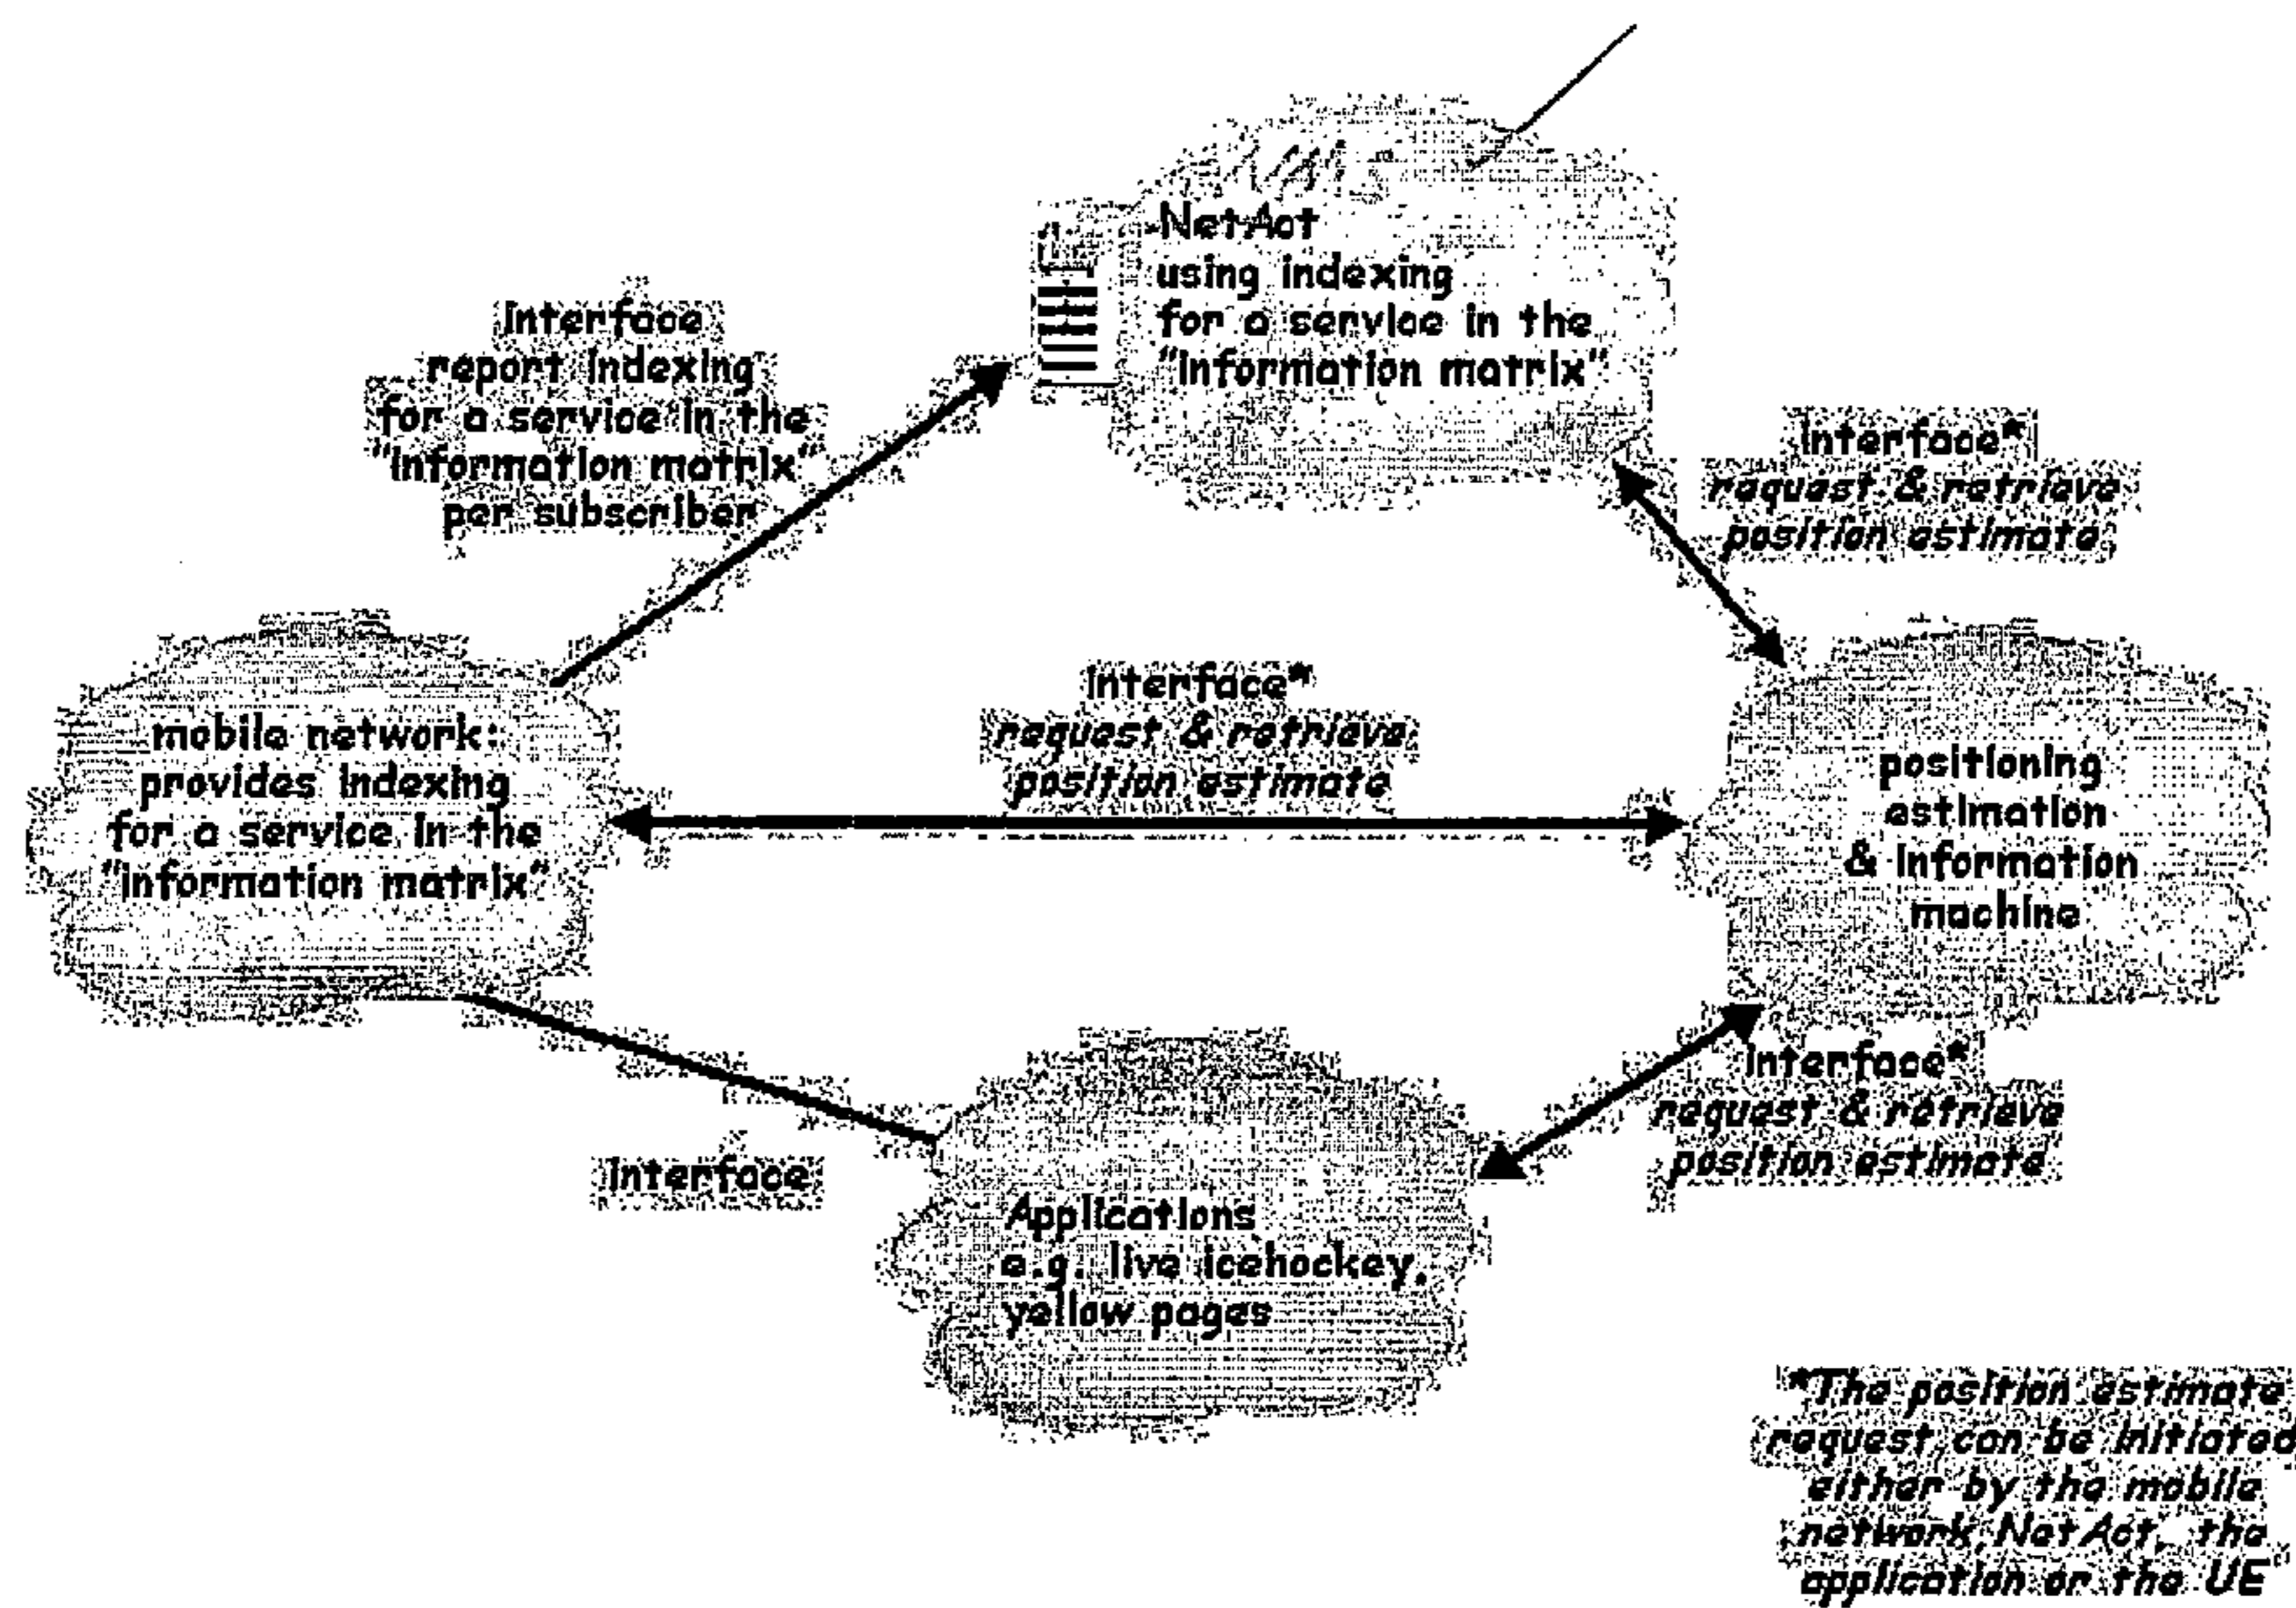 NetAct
using indexing
for a service in the
"information matrix"
Interface
report indexing
for a service in the
"information matrix"
per subscriber
Interface*
request & retrieve
position estimate
Interface*
request & retrieve
position estimate
mobile network:
provides indexing
for a service in the
"information matrix"
positioning
estimation
& information
machine
Interface*
request & retrieve
position estimate
Interface
Applications
e.g. live icehockey,
yellow pages
*The position estimate
request can be initiated
either by the mobile
network, NetAct, the
application or the UE